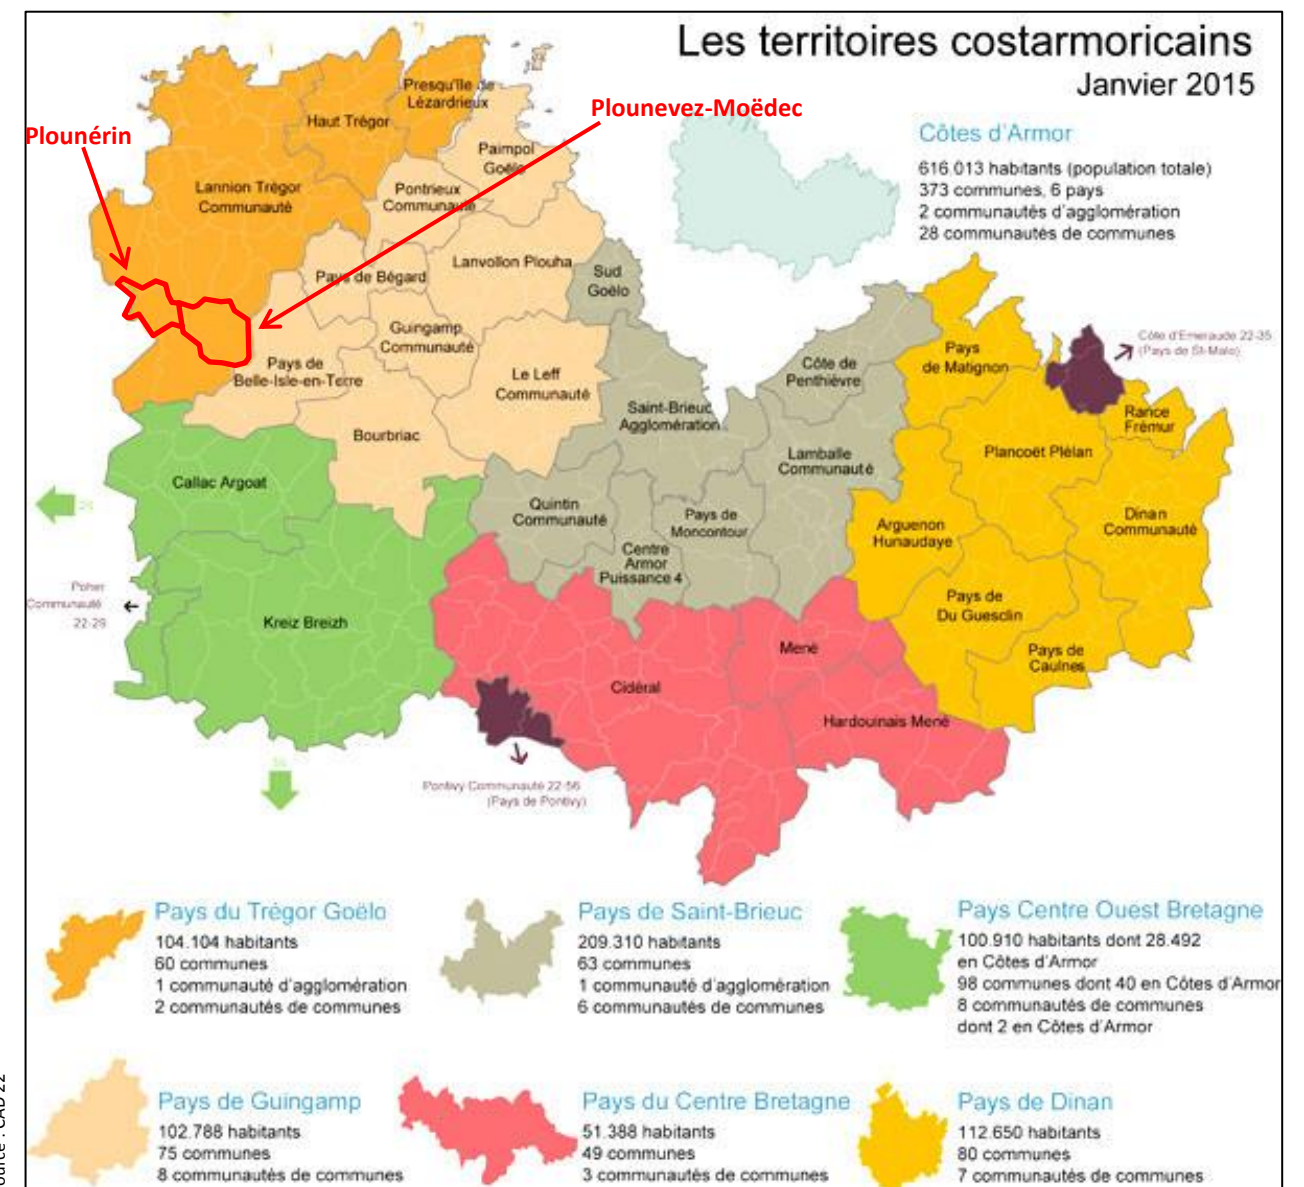 Les territoires costarmoricains
Janvier 2015
Plounérin
Plounevez-Moëdec
Côtes d'Armor
616.013 habitants (population totale)
373 communes, 6 pays
2 communautés d'agglomération
28 communautés de communes
Presqu'île de
Lézardrieux
Haut Trégor
Paimpol
Goëlo
Lannion Trégor
Communauté
Pontrieux
Communauté
Lanvollon Plouha
Pays de Bégard
Sud
Goëlo
Guingamp
Communauté
Pays de
Belle-Isle-en-Terre
Le Leff
Communauté
Bourbriac
Saint-Brieuc
Agglomération
Côte de
Penthièvre
Lamballe
Communauté
Pays
de Matignon
Côte d'Emeraude 22-35
(Pays de St-Malo)
Rance
Frémur
Plancoët Plélan
Dinan
Communauté
Arguenon
Hunaudaye
Callac Argoat
Quintin
Communauté
Pays de
Moncontour
Centre
Armor
Puissance 4
Pays de
Du Guesclin
Pays de
Caulnes
Poher
Communauté
22-29
Kreiz Breizh
Mené
Cidéral
Hardouinais Mené
Pontivy Communauté 22-56
(Pays de Pontivy)
Pays du Trégor Goëlo
104.104 habitants
60 communes
1 communauté d'agglomération
2 communautés de communes
Pays de Saint-Brieuc
209.310 habitants
63 communes
1 communauté d'agglomération
6 communautés de communes
Pays Centre Ouest Bretagne
100.910 habitants dont 28.492
en Côtes d'Armor
98 communes dont 40 en Côtes d'Armor
8 communautés de communes
dont 2 en Côtes d'Armor
Pays de Guingamp
102.788 habitants
75 communes
8 communautés de communes
Pays du Centre Bretagne
51.388 habitants
49 communes
3 communautés de communes
Pays de Dinan
112.650 habitants
80 communes
7 communautés de communes
: CAD 22